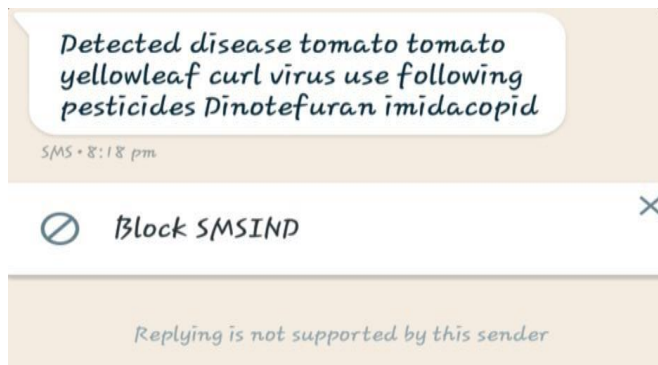 Detected disease tomato tomato
yellowleaf curl virus use following
pesticides Dinotefuran imidacopid
SMS • 8:18 pm
Block SMSIND
Replying is not supported by this sender